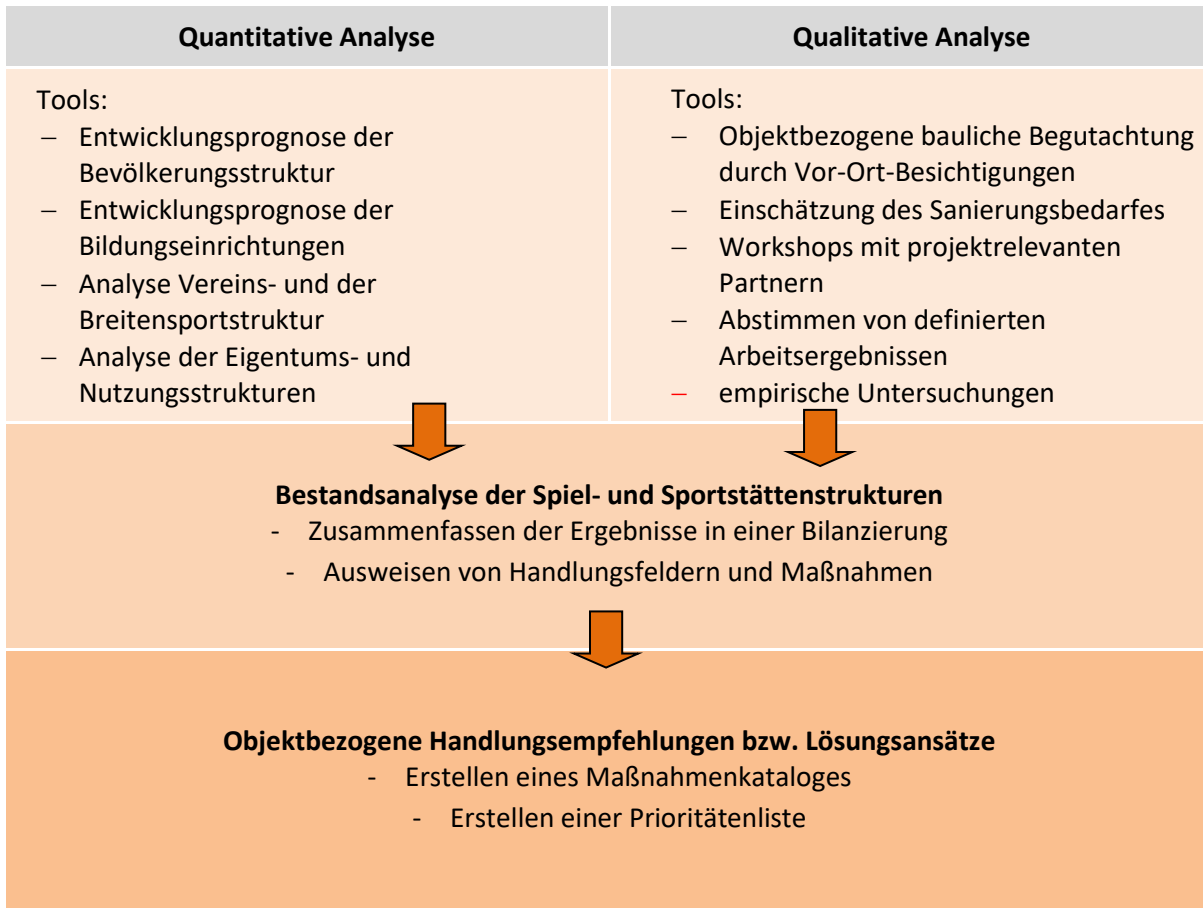 Quantitative Analyse
Tools:
– Entwicklungsprognose der
Bevölkerungsstruktur
– Entwicklungsprognose der
Bildungseinrichtungen
– Analyse Vereins- und der
Breitensportstruktur
– Analyse der Eigentums- und
Nutzungsstrukturen
Qualitative Analyse
Tools:
– Objektbezogene bauliche Begutachtung
durch Vor-Ort-Besichtigungen
– Einschätzung des Sanierungsbedarfes
– Workshops mit projektrelevanten
Partnern
– Abstimmen von definierten
Arbeitsergebnissen
– empirische Untersuchungen
Bestandsanalyse der Spiel- und Sportstättenstrukturen
- Zusammenfassen der Ergebnisse in einer Bilanzierung
- Ausweisen von Handlungsfeldern und Maßnahmen
Objektbezogene Handlungsempfehlungen bzw. Lösungsansätze
- Erstellen eines Maßnahmenkataloges
- Erstellen einer Prioritätenliste